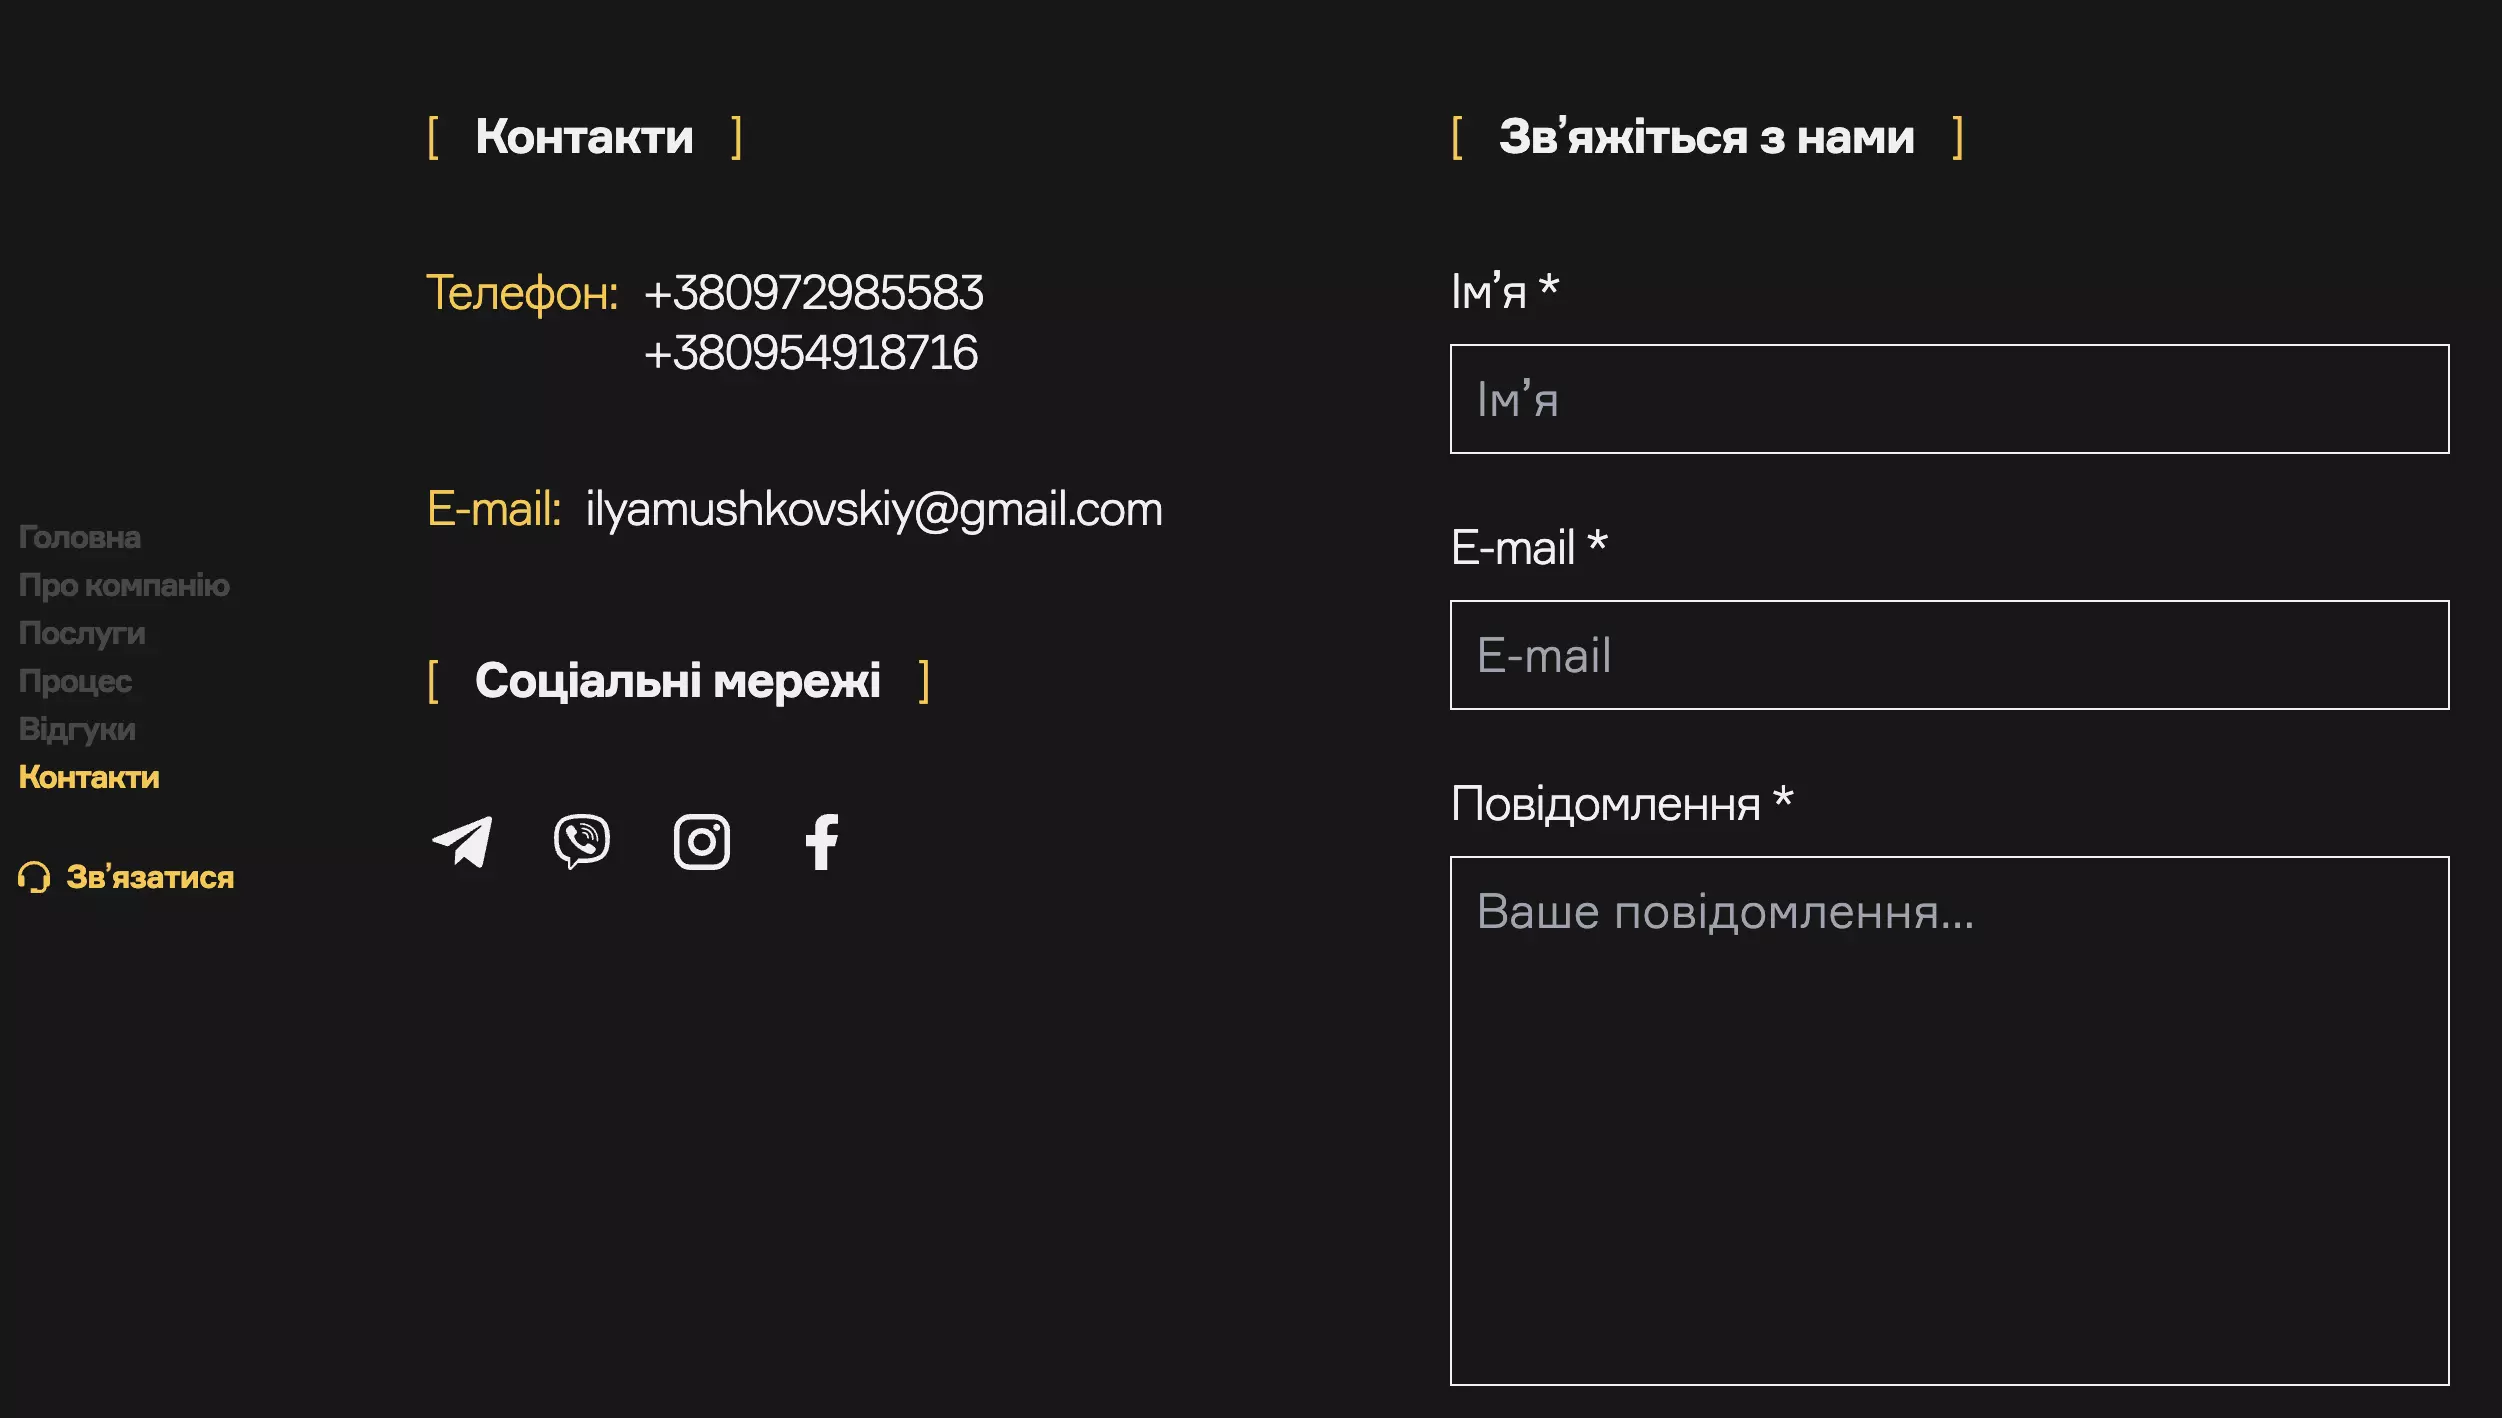 Головна
Про компанію
Послуги
Процес
Відгуки
Контакти
Зв’язатися
[ Контакти ]
Телефон: +380972985583
+380954918716
E-mail: ilyamushkovskiy@gmail.com
[ Соціальні мережі ]
[ Зв’яжіться з нами ]
Ім’я *
Ім’я
E-mail *
E-mail
Повідомлення *
Ваше повідомлення...